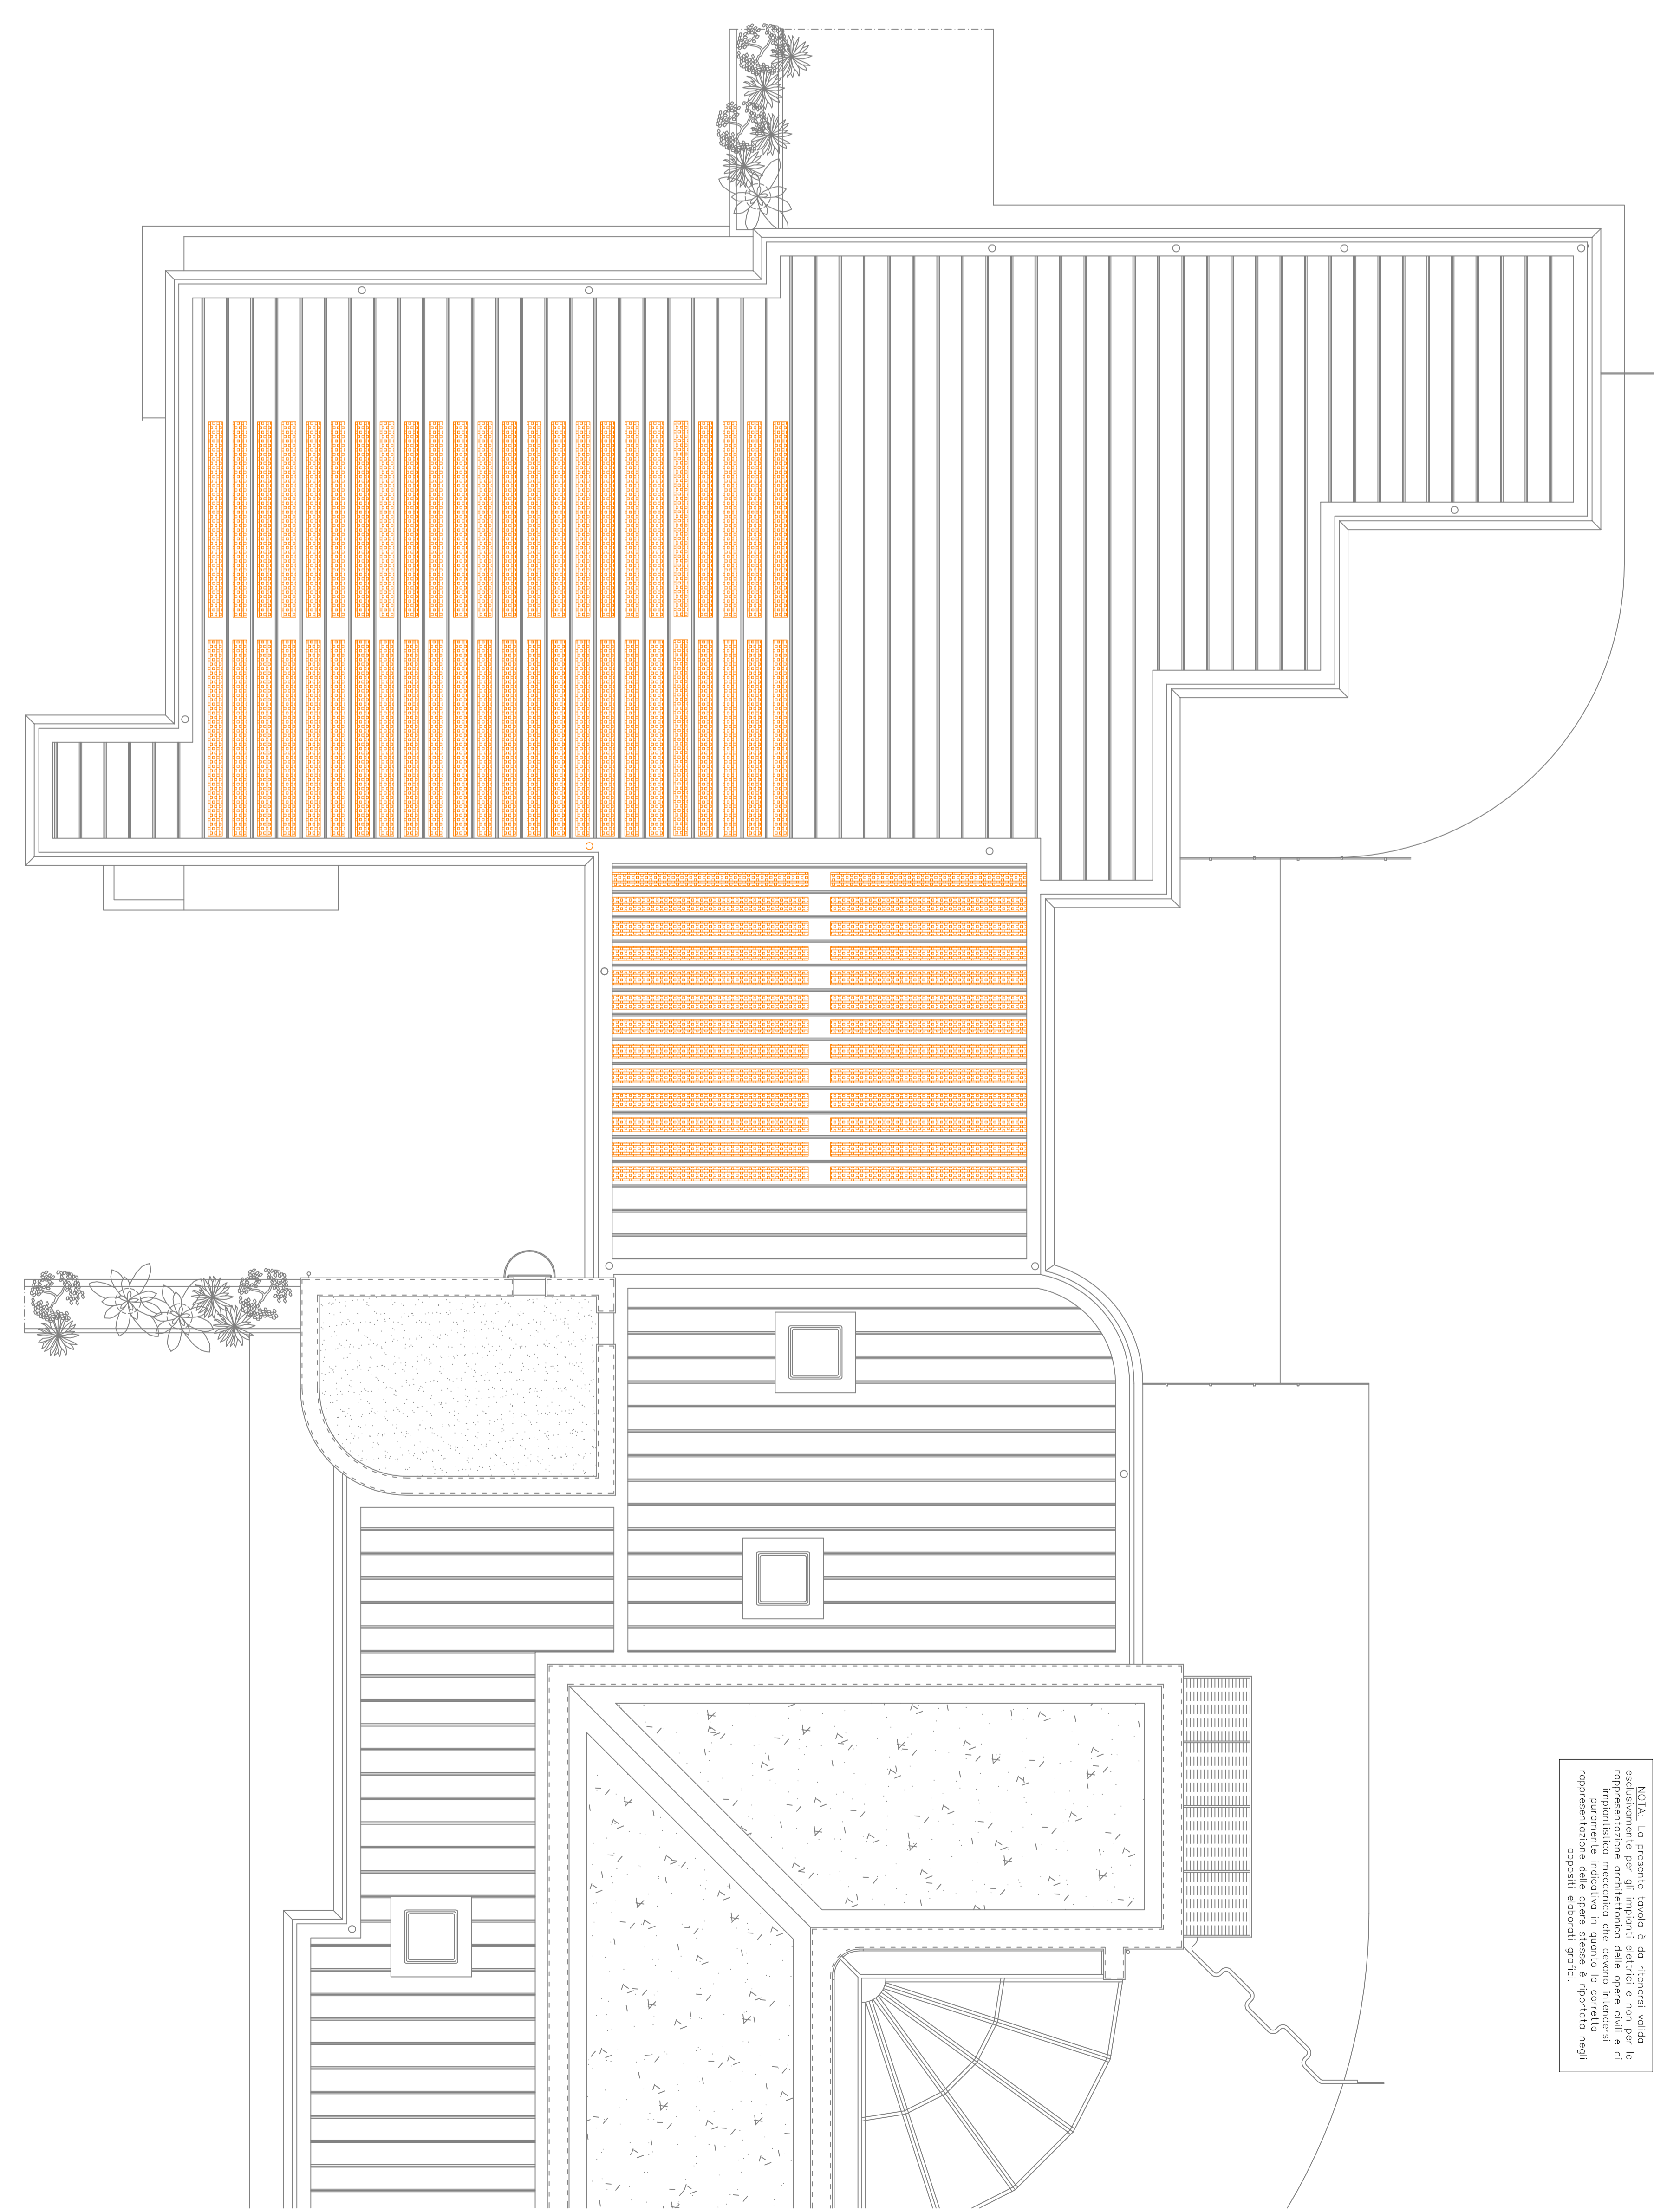 NOTA: La presente tavola è da ritenersi valida
esclusivamente per gli impianti elettrici e non per la
rappresentazione architettonica delle opere civili e di
impiantistica meccanica che devono intendersi
puramente indicativa in quanto la corretta
rappresentazione delle opere stesse è riportata negli
appositi elaborati grafici.